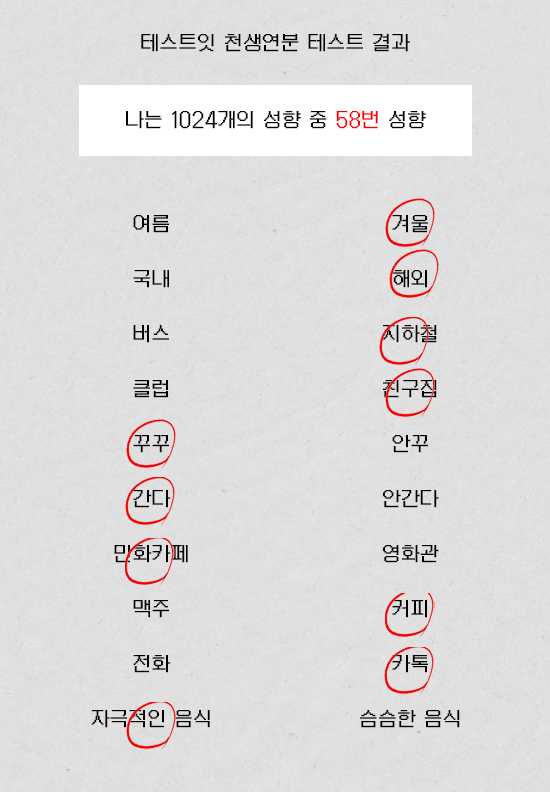 테스트잇 천생연분 테스트 결과
나는 1024개의 성향 중 58번 성향
여름 겨울
국내 해외
버스 지하철
클럽 친구집
꾸꾸 안꾸
간다 안간다
만화카페 영화관
맥주 커피
전화 카톡
자극적인 음식 슴슴한 음식